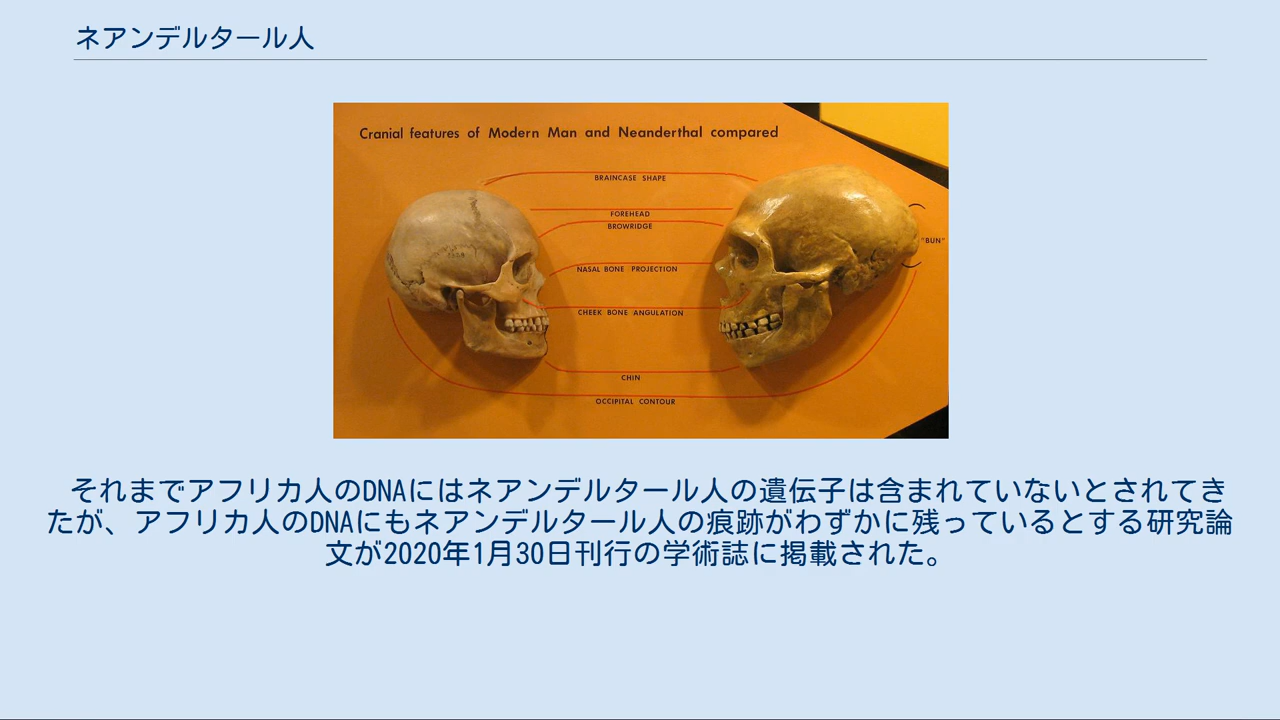 ネアンデルタール人
Cranial features of Modern Man and Neanderthal compared
BRAINCASE SHAPE
FOREHEAD
BROWRIDGE
"BUN"
NASAL BONE PROJECTION
CHEEK BONE ANGULATION
CHIN
OCCIPITAL CONTOUR
それまでアフリカ人のDNAにはネアンデルタール人の遺伝子は含まれていないとされてき
たが、アフリカ人のDNAにもネアンデルタール人の痕跡がわずかに残っているとする研究論
文が2020年1月30日刊行の学術誌に掲載された。